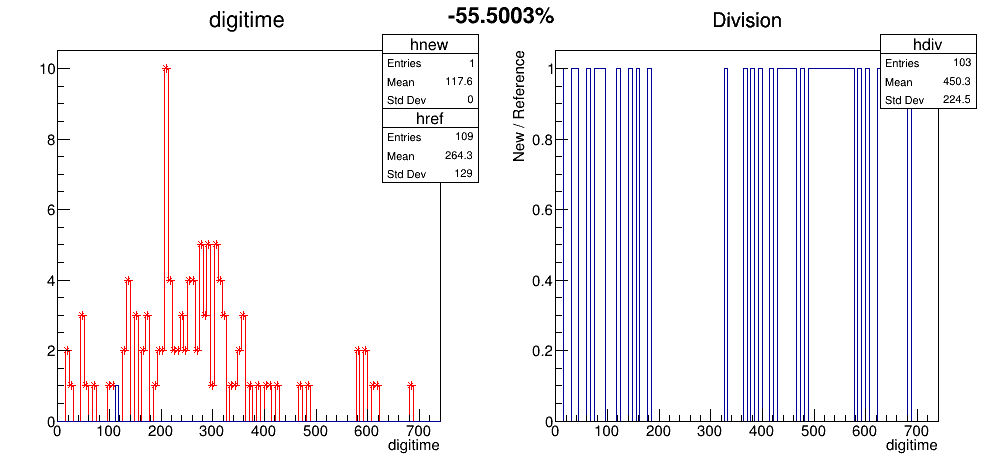 -55.5003%
digitime
hnew
Entries 1
Mean 117.6
Std Dev 0
href
Entries 109
Mean 264.3
Std Dev 129
10
8
6
4
2
0
0 100 200 300 400 500 600 700
digitime
Division
hdiv
Entries 103
Mean 450.3
Std Dev 224.5
New / Reference
1
0.8
0.6
0.4
0.2
0
0 100 200 300 400 500 600 700
digitime